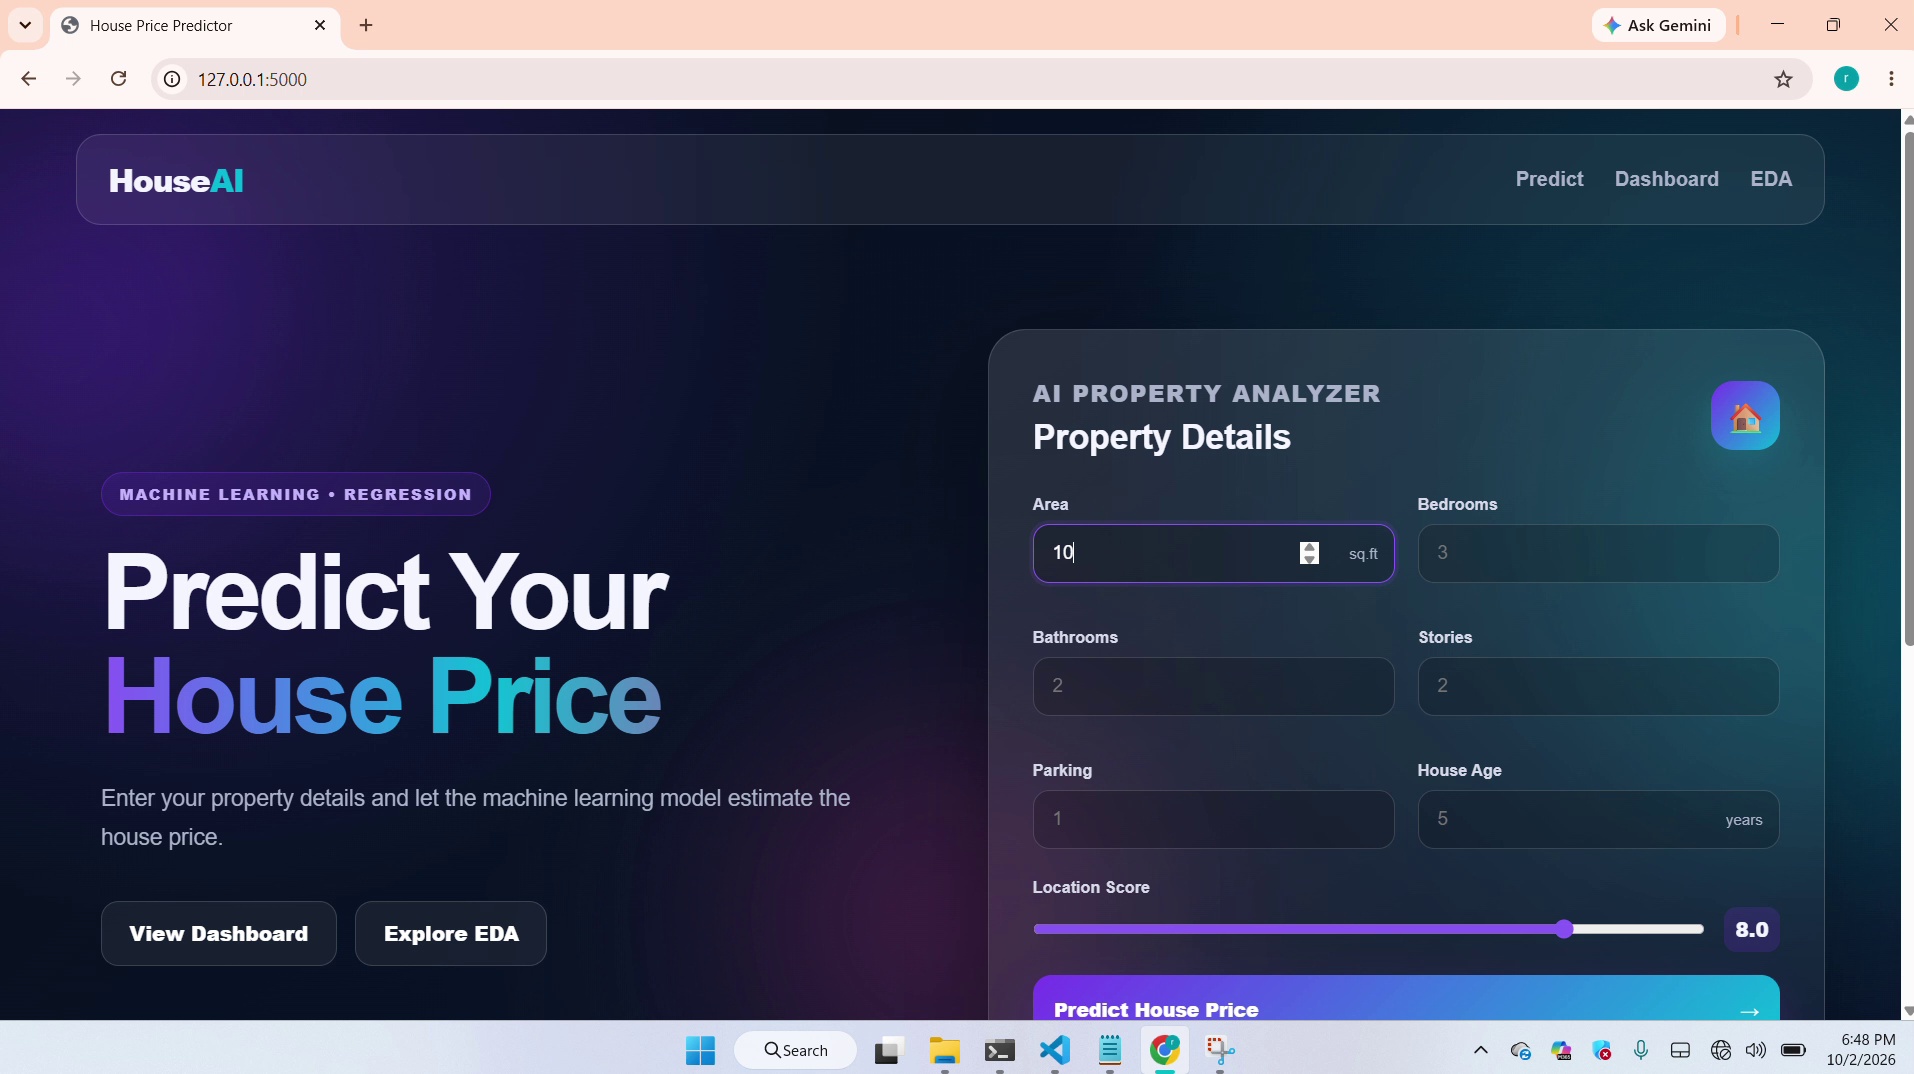 House Price Predictor
Ask Gemini
127.0.0.1:5000
r
HouseAI
Predict
Dashboard
EDA
MACHINE LEARNING • REGRESSION
Predict Your
House Price
Enter your property details and let the machine learning model estimate the
house price.
View Dashboard
Explore EDA
AI PROPERTY ANALYZER
Property Details
Area
Bedrooms
10
sq.ft
3
Bathrooms
Stories
2
2
Parking
House Age
1
5
years
Location Score
8.0
Predict House Price →
Search
6:48 PM
10/2/2026